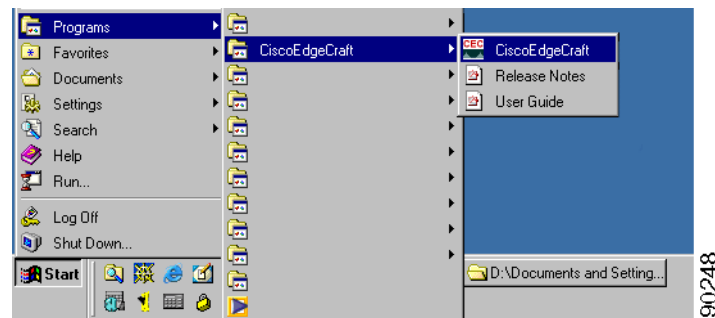 Programs
Favorites
Documents
Settings
Search
Help
Run...
Log Off
Shut Down...
Start
CiscoEdgeCraft
CEC CiscoEdgeCraft
Release Notes
User Guide
D:\Documents and Setting...
90248